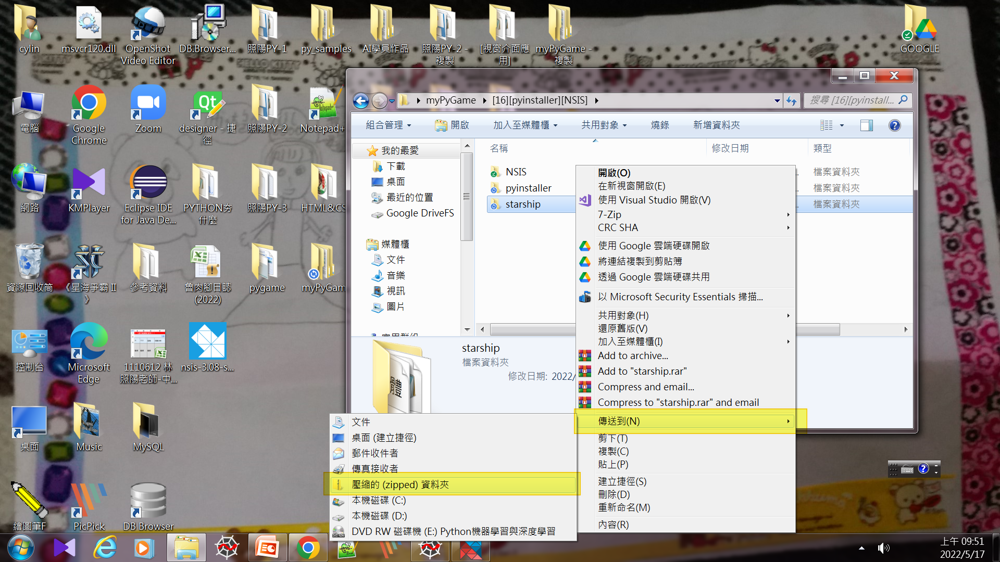 cylin
msvcr120.dll
OpenShot
Video Editor
DB.Browser...
照陽PY-1
py_samples
AI學員作品
照陽PY-2 -
複製
[視窗介面應
用]
myPyGame -
複製
GOOGLE
電腦
Google
Chrome
Zoom
designer - 捷
徑
照陽PY-2
Notepad+
網路
KMPlayer
Eclipse IDE
for Java De...
PYTHON夯
什麼
照陽PY-3
HTML&CS
資源回收筒
《星海爭霸 II
》
參考資料
魯肉腳日誌
(2022)
pygame
myPyGam
控制台
Microsoft
Edge
1110612 林
照陽老師-中...
nsis-3.08-s...
桌面
Music
MySQL
繪圖筆F
PicPick
DB Browser
myPyGame
[16][pyinstaller][NSIS]
搜尋 [16][pyinstall...
組合管理
開啟
加入至媒體櫃
共用對象
燒錄
新增資料夾
我的最愛
下載
桌面
最近的位置
Google DriveFS
媒體櫃
文件
音樂
視訊
圖片
名稱
修改日期
類型
NSIS
檔案資料夾
pyinstaller
檔案資料夾
starship
檔案資料夾
starship
檔案資料夾
修改日期: 2022/
開啟(O)
在新視窗開啟(E)
使用 Visual Studio 開啟(V)
7-Zip
CRC SHA
使用 Google 雲端硬碟開啟
將連結複製到剪貼簿
透過 Google 雲端硬碟共用
以 Microsoft Security Essentials 掃描...
共用對象(H)
還原舊版(V)
加入至媒體櫃(I)
Add to archive...
Add to "starship.rar"
Compress and email...
Compress to "starship.rar" and email
傳送到(N)
剪下(T)
複製(C)
貼上(P)
建立捷徑(S)
刪除(D)
重新命名(M)
內容(R)
文件
桌面 (建立捷徑)
郵件收件者
傳真接收者
壓縮的 (zipped) 資料夾
本機磁碟 (C:)
本機磁碟 (D:)
DVD RW 磁碟機 (E:) Python機器學習與深度學習
上午 09:51
2022/5/17